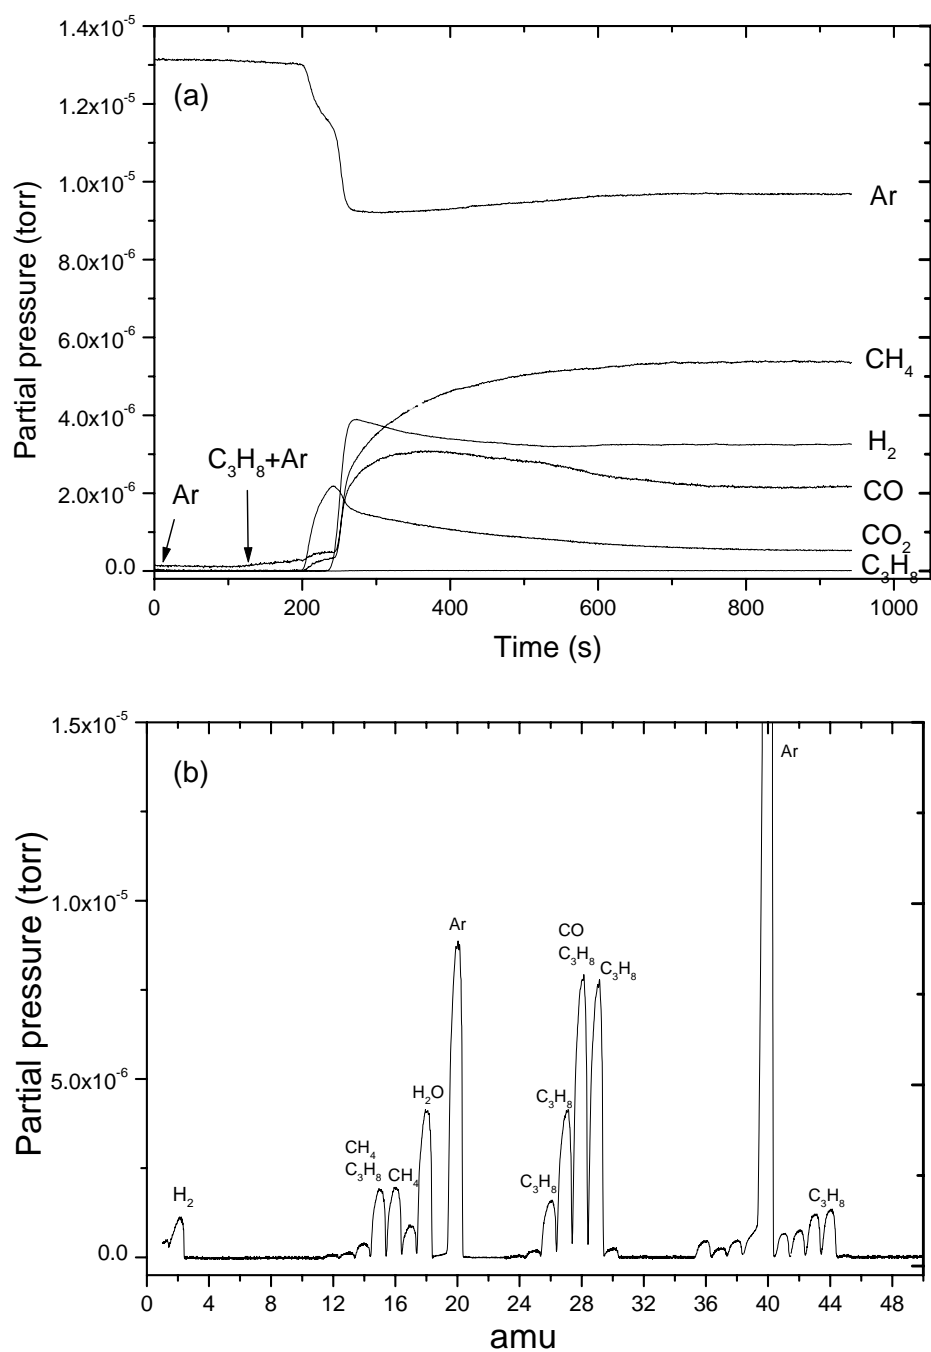 1.4x10⁻⁵
(a)
1.2x10⁻⁵
1.0x10⁻⁵
Ar
8.0x10⁻⁶
Partial pressure (torr)
6.0x10⁻⁶
CH₄
4.0x10⁻⁶
H₂
C₃H₈+Ar
Ar
2.0x10⁻⁶
CO
CO₂
C₃H₈
0.0
0 200 400 600 800 1000
Time (s)
1.5x10⁻⁵
(b)
Ar
1.0x10⁻⁵
Ar
CO
C₃H₈
C₃H₈
Partial pressure (torr)
5.0x10⁻⁶
H₂O
C₃H₈
CH₄
C₃H₈
CH₄
C₃H₈
H₂
C₃H₈
0.0
0 4 8 12 16 20 24 28 32 36 40 44 48
amu